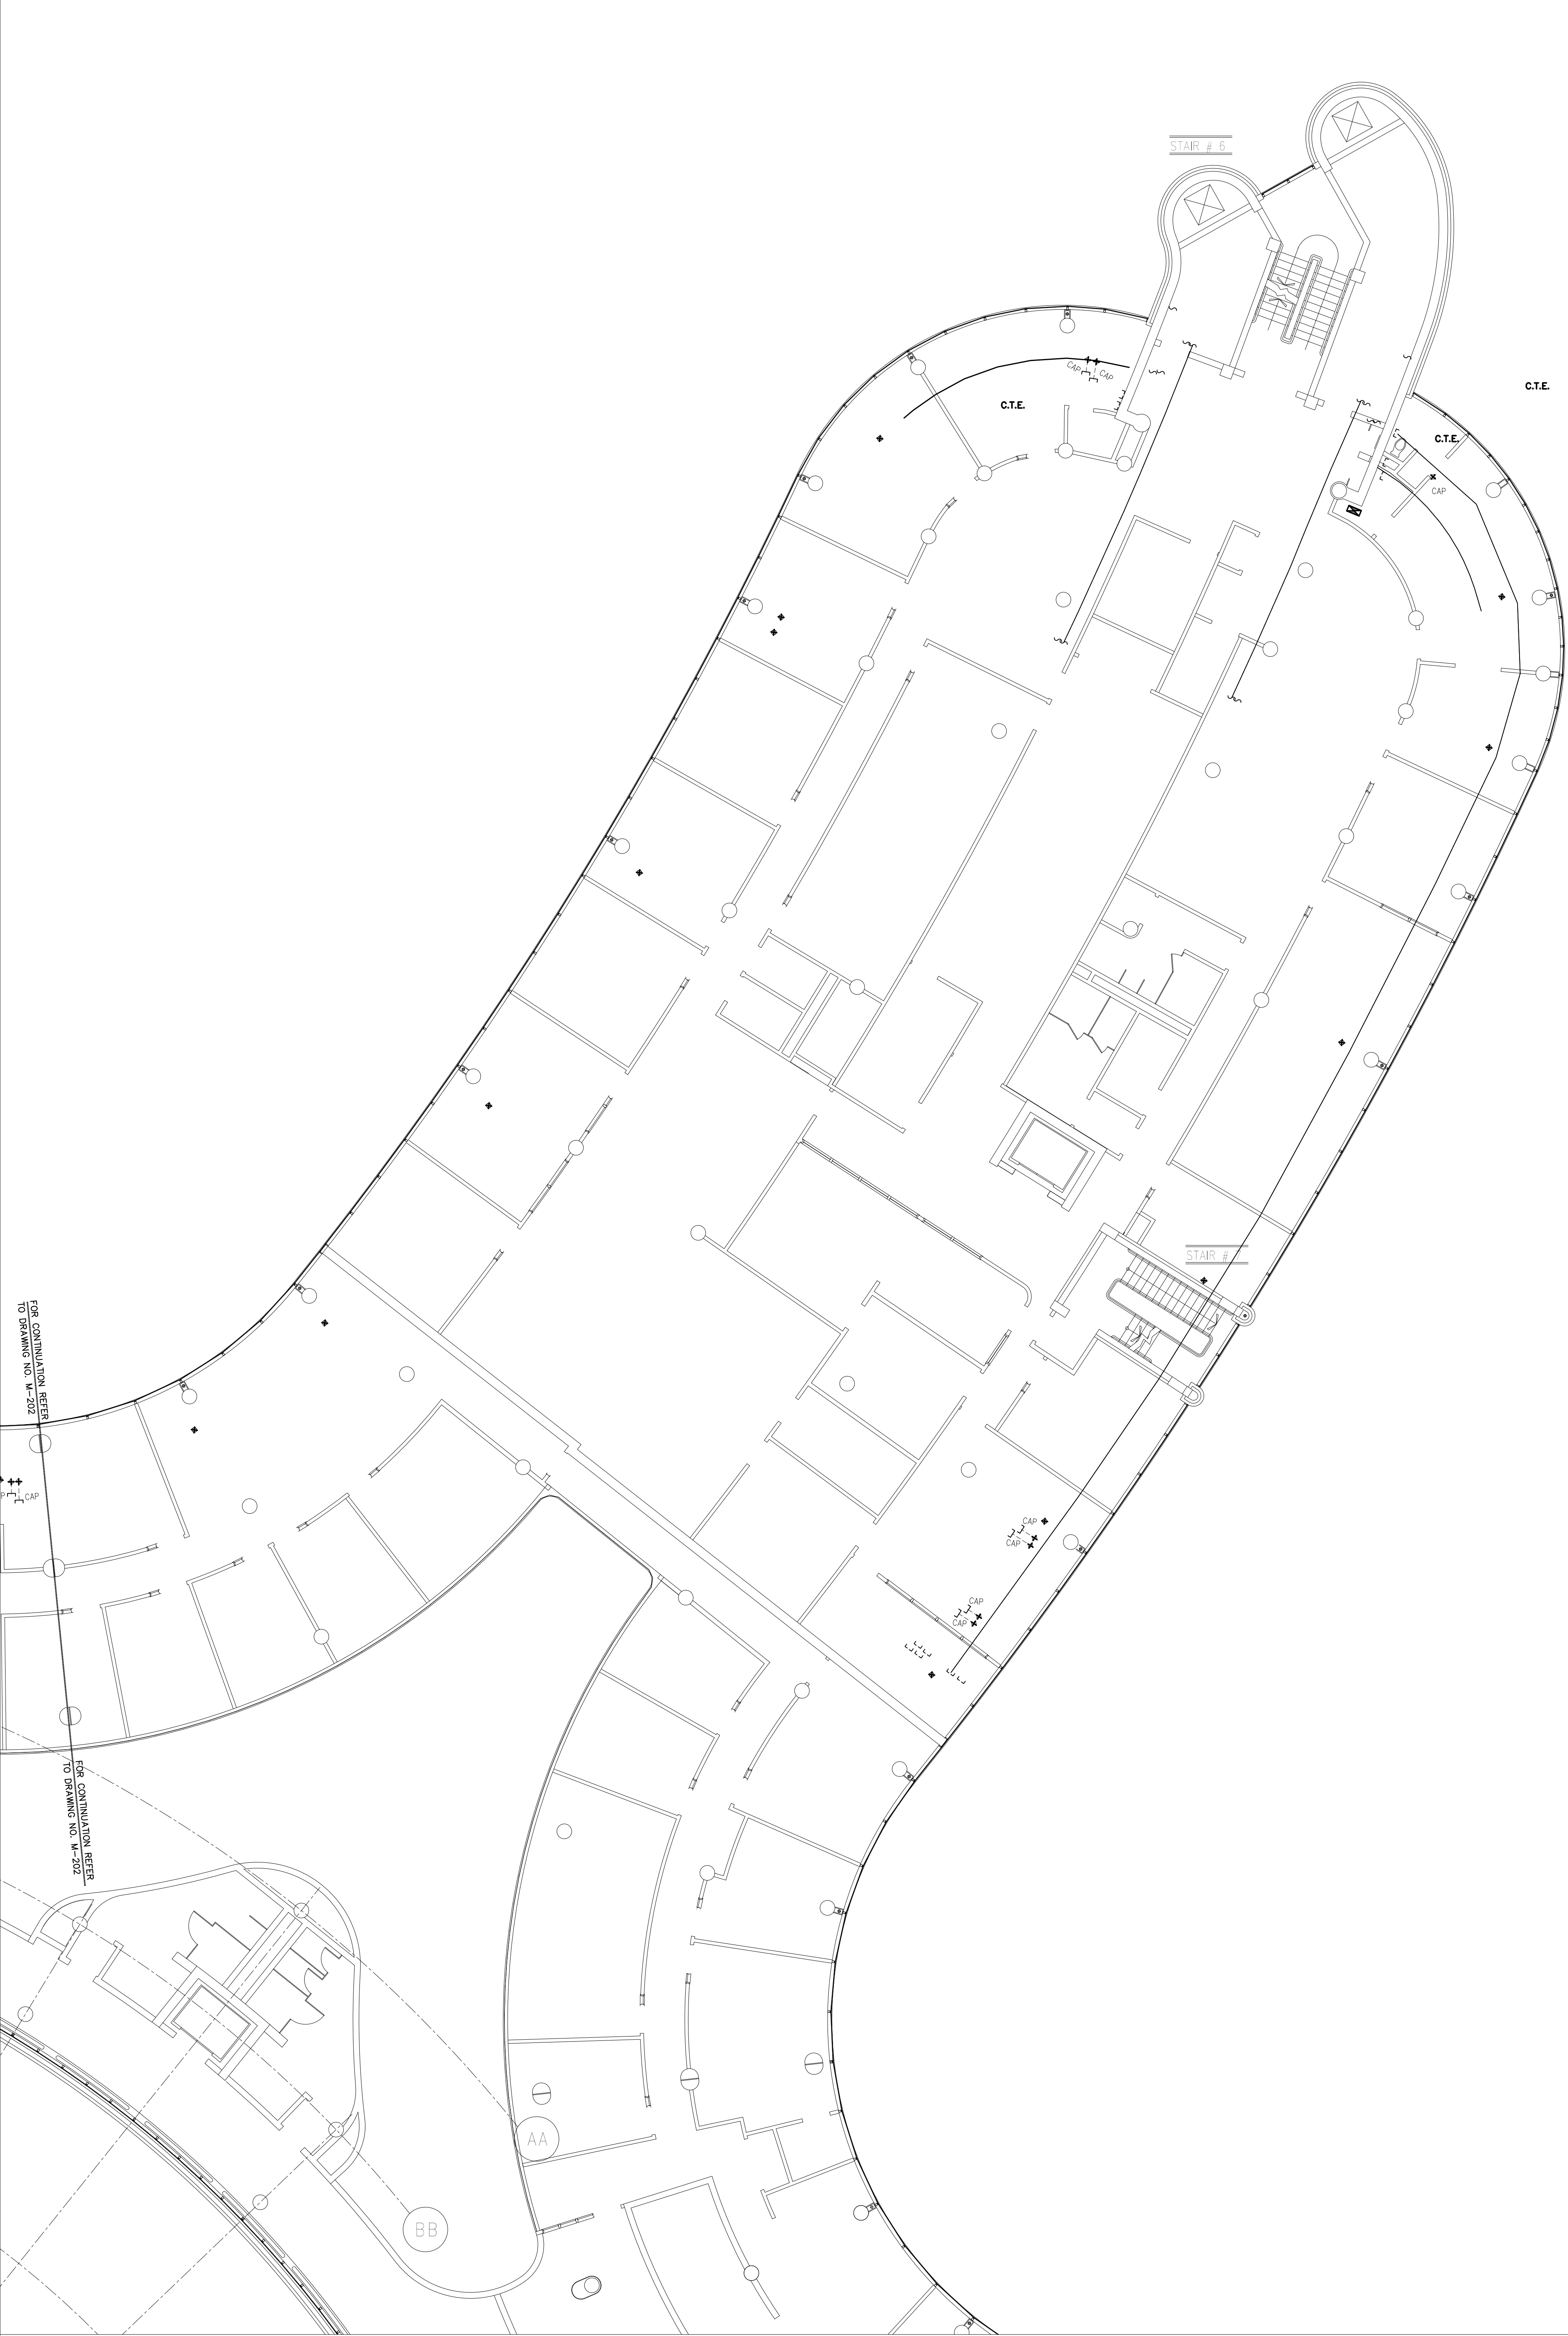 STAIR # 6
C.T.E.
CAP
CAP
C.T.E.
C.T.E.
CAP
STAIR #
FOR CONTINUATION REFER
TO DRAWING NO. M-202
CAP
CAP
CAP
CAP
CAP
FOR CONTINUATION REFER
TO DRAWING NO. M-202
AA
BB